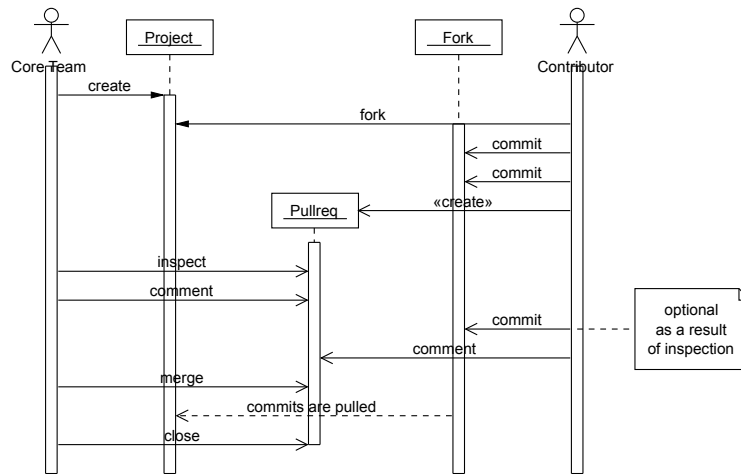 Project
Fork
Core Team
Contributor
create
fork
commit
commit
Pullreq
«create»
inspect
comment
optional
as a result
of inspection
commit
comment
merge
commits are pulled
close